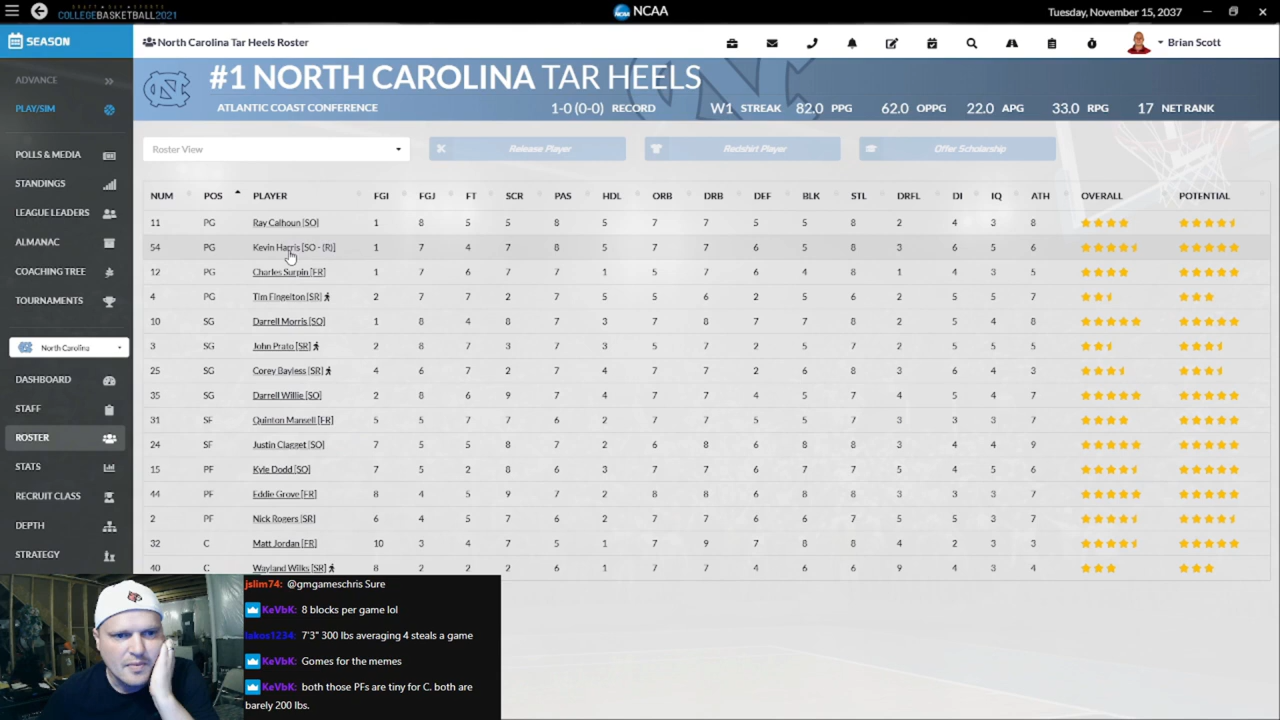 DRAFT DAY SPORTS
COLLEGE BASKETBALL 2021
NCAA
Tuesday, November 15, 2037
SEASON
North Carolina Tar Heels Roster
Brian Scott
#1 NORTH CAROLINA TAR HEELS
ATLANTIC COAST CONFERENCE
1-0 (0-0) RECORD W1 STREAK 82.0 PPG 62.0 OPPG 22.0 APG 33.0 RPG 17 NET RANK
ADVANCE
PLAY/SIM
POLLS & MEDIA
STANDINGS
LEAGUE LEADERS
ALMANAC
COACHING TREE
TOURNAMENTS
North Carolina
DASHBOARD
STAFF
ROSTER
STATS
RECRUIT CLASS
DEPTH
STRATEGY
Roster View
Release Player
Redshirt Player
Offer Scholarship
NUM POS PLAYER FGI FGJ FT SCR PAS HDL ORB DRB DEF BLK STL DRFL DI IQ ATH OVERALL POTENTIAL
11 PG Ray Calhoun [SO] 1 8 5 5 8 5 7 7 5 5 8 2 4 3 8
54 PG Kevin Harris [SO - (R)] 1 7 4 7 8 5 7 7 6 5 8 3 6 5 6
12 PG Charles Surpin [FR] 1 7 6 7 7 1 5 7 6 4 8 1 4 3 5
4 PG Tim Fingelton [SR] 2 7 7 2 7 5 5 6 2 5 6 2 5 5 7
10 SG Darrell Morris [SO] 1 8 4 8 7 3 7 8 7 7 8 2 5 4 8
3 SG John Prato [SR] 2 8 7 3 7 3 5 7 4 5 7 2 5 5 5
25 SG Corey Bayless [SR] 4 6 7 2 7 4 7 7 2 6 8 3 6 4 3
35 SG Darrell Willie [SO] 2 8 6 9 7 4 7 7 4 5 7 4 5 4 7
31 SF Quinton Mansell [FR] 5 5 7 7 6 2 7 7 5 5 7 3 3 3 7
24 SF Justin Clagget [SO] 7 5 5 8 7 2 6 8 6 8 8 3 4 4 9
15 PF Kyle Dodd [SO] 7 5 2 8 6 3 7 7 6 7 7 5 4 5 6
44 PF Eddie Grove [FR] 8 4 5 9 7 2 8 8 6 8 8 3 3 3 7
2 PF Nick Rogers [SR] 6 4 5 7 6 2 7 7 6 6 7 5 5 3 7
32 C Matt Jordan [FR] 10 3 4 7 5 1 7 9 7 8 8 4 2 3 3
40 C Wayland Wilks [SR] 8 2 2 2 6 1 7 7 6 6 9 4 3 4
jslim74: @gmgameschris Sure
KeVbK: 8 blocks per game lol
lakos1234: 7'3" 300 lbs averaging 4 steals a game
KeVbK: Gomes for the memes
KeVbK: both those PFs are tiny for C. both are
barely 200 lbs.